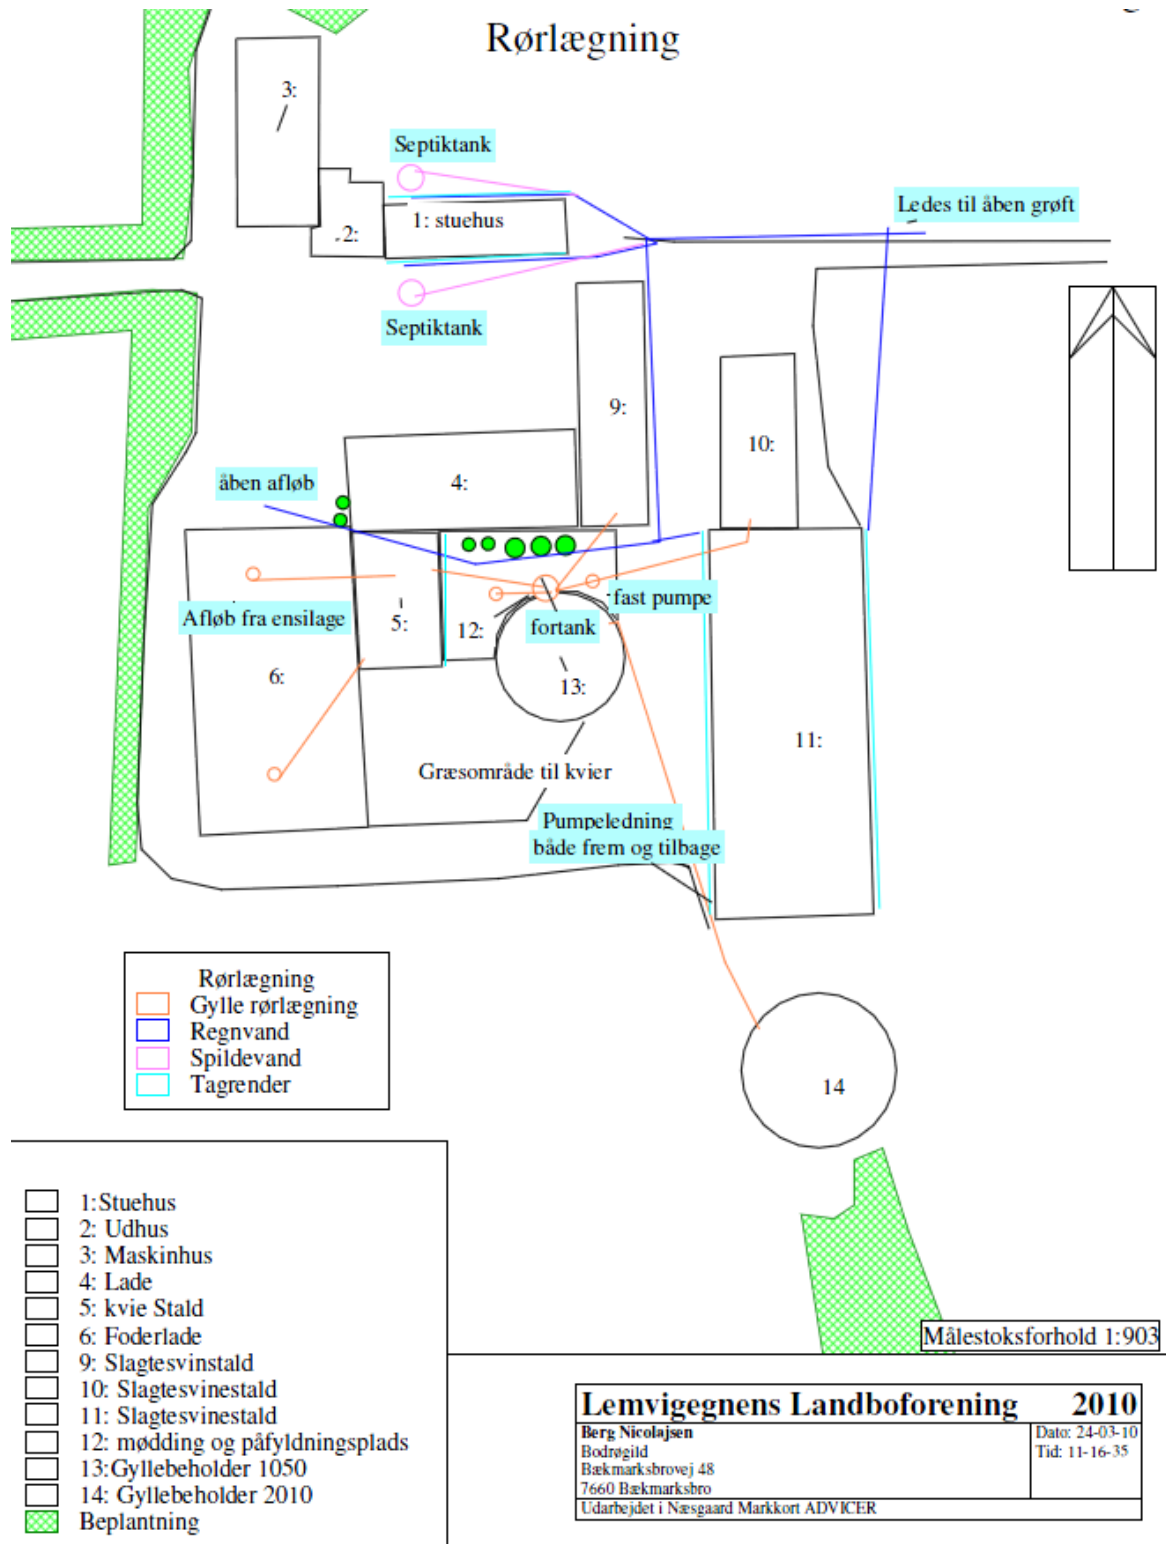 Rørlægning
3:
Septiktank
Ledes til åben grøft
1: stuehus
2:
Septiktank
9:
10:
4:
åben afløb
fast pumpe
Afløb fra ensilage
5:
12:
fortank
6:
13:
11:
Græsområde til kvier
Pumpeledning
både frem og tilbage
14
Rørlægning
Gylle rørlægning
Regnvand
Spildevand
Tagrender
1:Stuehus
2: Udhus
3: Maskinhus
4: Lade
5: kvie Stald
6: Foderlade
9: Slagtesvinstald
10: Slagtesvinestald
11: Slagtesvinestald
12: mødding og påfyldningsplads
13:Gyllebeholder 1050
14: Gyllebeholder 2010
Beplantning
Målestoksforhold 1:903
Lemvigegnens Landboforening 2010
Berg Nicolajsen
Bodrøgild
Bækmarksbrovej 48
7660 Bækmarksbro
Dato: 24-03-10
Tid: 11-16-35
Udarbejdet i Næsgaard Markkort ADVICER